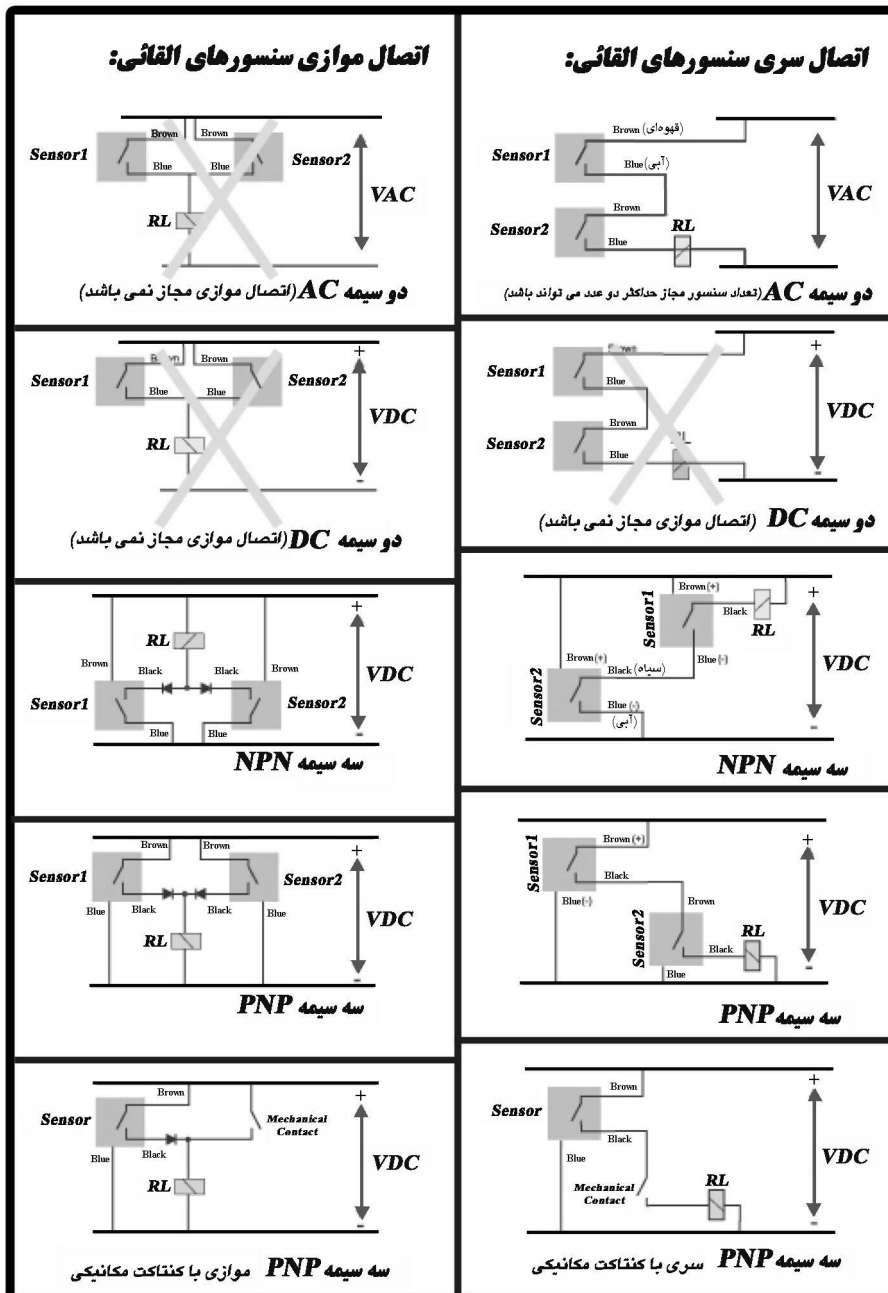 اتصال سری سنسورهای القائی:
Brown (قهوه‌ای)
Sensor1
Blue (آبی)
VAC
Brown
Sensor2
RL
Blue
دو سیمه AC (تعداد سنسور مجاز حداکثر دو عدد می تواند باشد)
+
Brown
Sensor1
Blue
VDC
Brown
Sensor2
Blue
-
دو سیمه DC (اتصال موازی مجاز نمی باشد)
Brown (+)
+
Sensor1
Black
RL
VDC
Brown (+)
Blue (-)
Black (سیاه)
Sensor2
Blue (-)
(آبی)
-
سه سیمه NPN
Sensor1
Brown (+)
+
Black
Blue (-)
Brown
VDC
Sensor2
RL
Black
Blue
-
سه سیمه PNP
Brown
+
Sensor
Black
Blue
VDC
Mechanical
Contact
RL
-
سه سیمه PNP سری با کنتاکت مکانیکی
اتصال موازی سنسورهای القائی:
Brown Brown
Sensor1
Sensor2
Blue Blue
VAC
RL
دو سیمه AC (اتصال موازی مجاز نمی باشد)
+
Brown Brown
Sensor1
Sensor2
Blue Blue
VDC
RL
-
دو سیمه DC (اتصال موازی مجاز نمی باشد)
+
RL
Brown
Black Black
Brown
VDC
Sensor1
Sensor2
Blue Blue
-
سه سیمه NPN
Brown Brown
+
Sensor1
Sensor2
Blue
Black Black
Blue
VDC
RL
-
سه سیمه PNP
Brown
+
Sensor
Mechanical
Contact
Blue
Black
VDC
RL
-
سه سیمه PNP موازی با کنتاکت مکانیکی